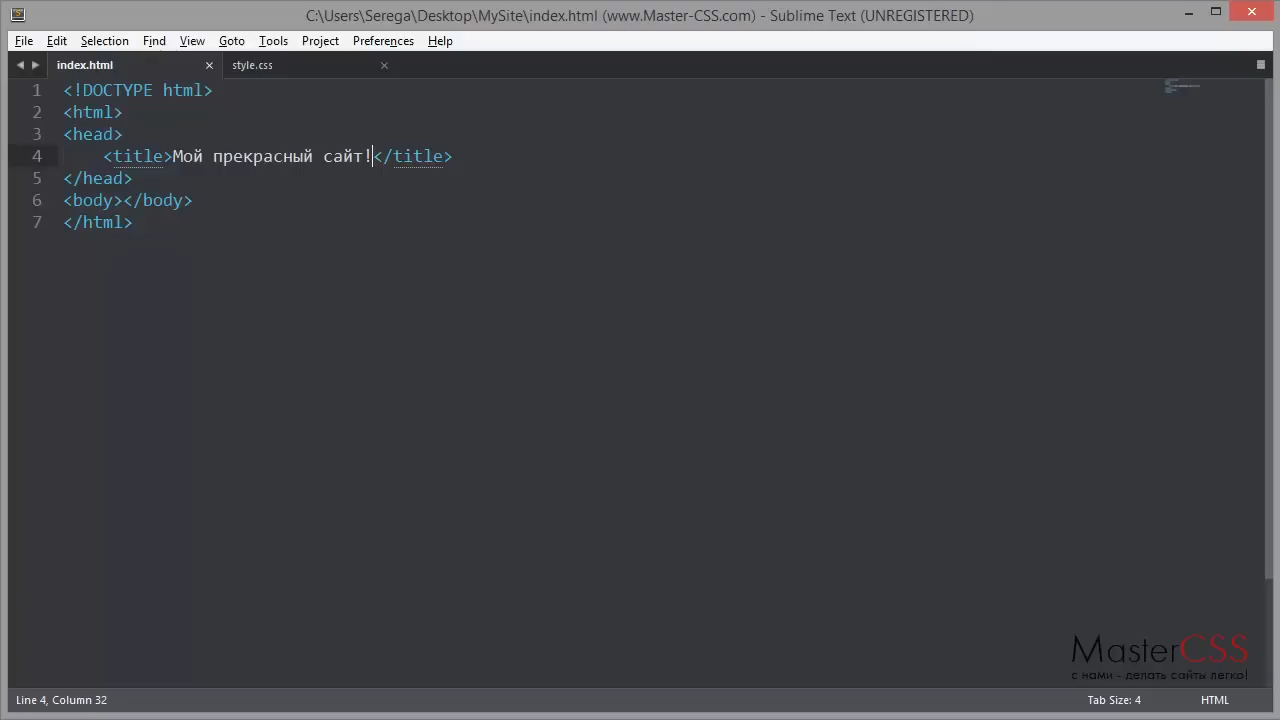 C:\Users\Serega\Desktop\MySite\index.html (www.Master-CSS.com) - Sublime Text (UNREGISTERED)
File Edit Selection Find View Goto Tools Project Preferences Help
index.html style.css
1 <!DOCTYPE html>
2 <html>
3 <head>
4 <title>Мой прекрасный сайт!</title>
5 </head>
6 <body></body>
7 </html>
MasterCSS
с нами - делать сайты легко!
Line 4, Column 32 Tab Size: 4 HTML